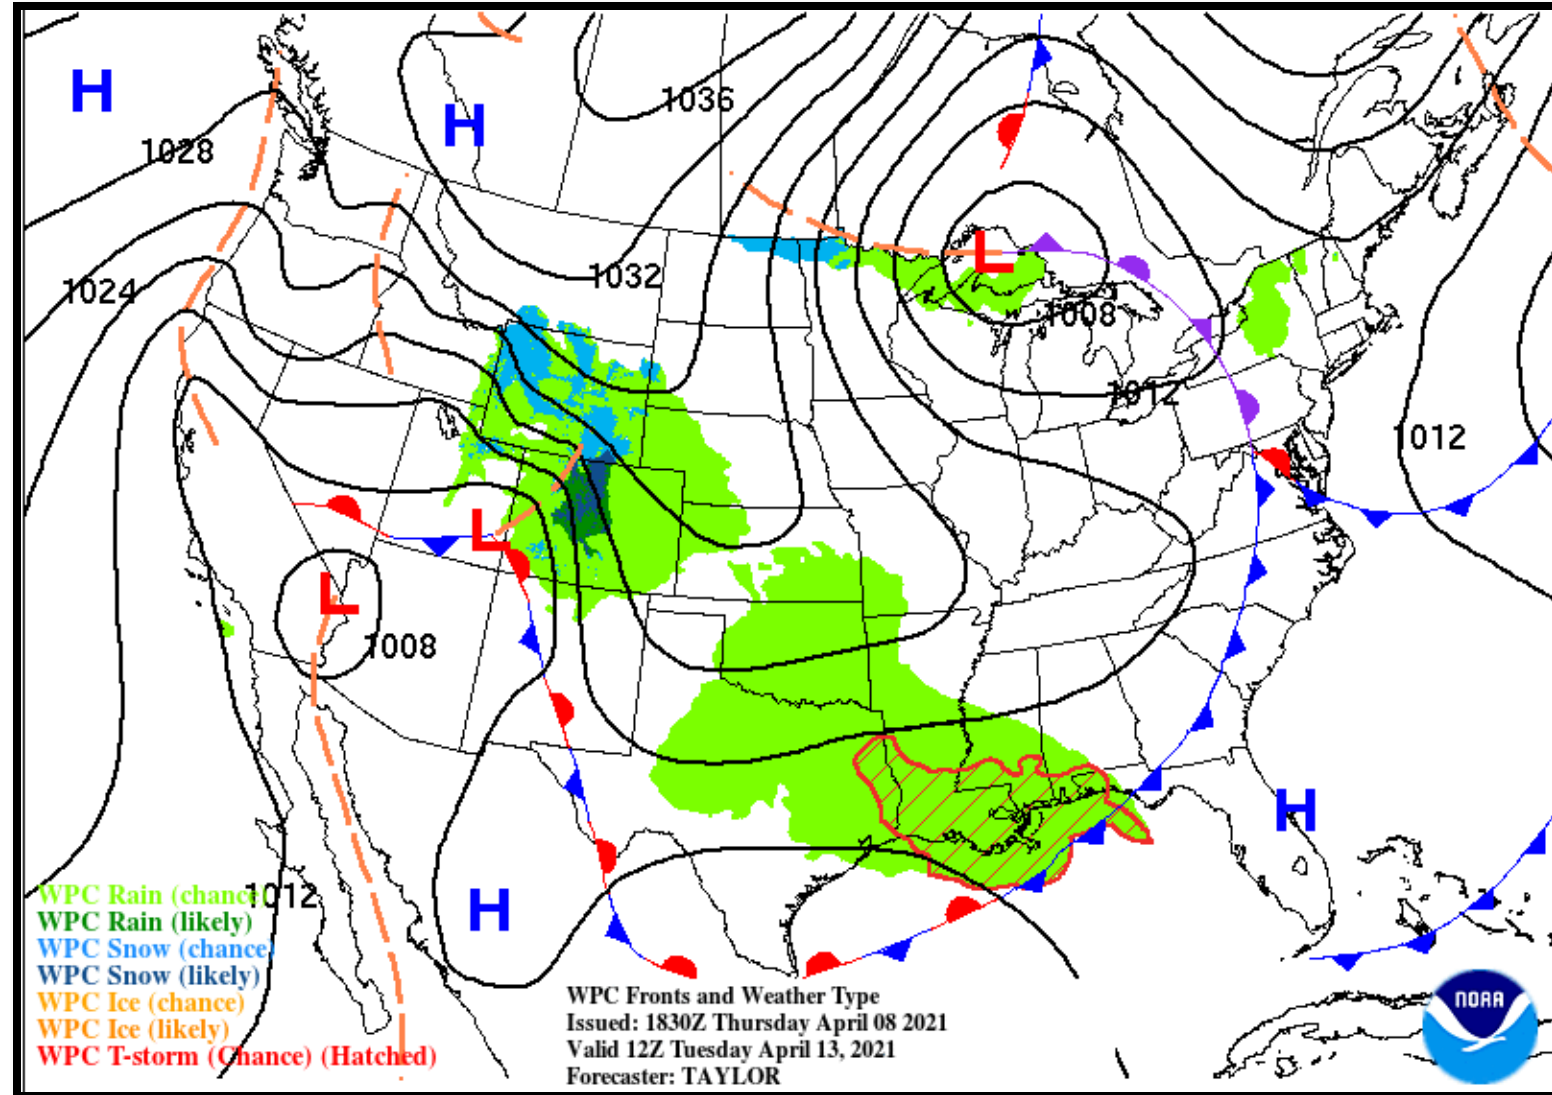 H
1036
H
1028
L
1032
1024
1008
1012
1012
L
L
1008
H
1012
H
WPC Rain (chance)
WPC Rain (likely)
WPC Snow (chance)
WPC Snow (likely)
WPC Ice (chance)
WPC Ice (likely)
WPC T-storm (Chance) (Hatched)
WPC Fronts and Weather Type
Issued: 1830Z Thursday April 08 2021
Valid 12Z Tuesday April 13, 2021
Forecaster: TAYLOR
NOAA